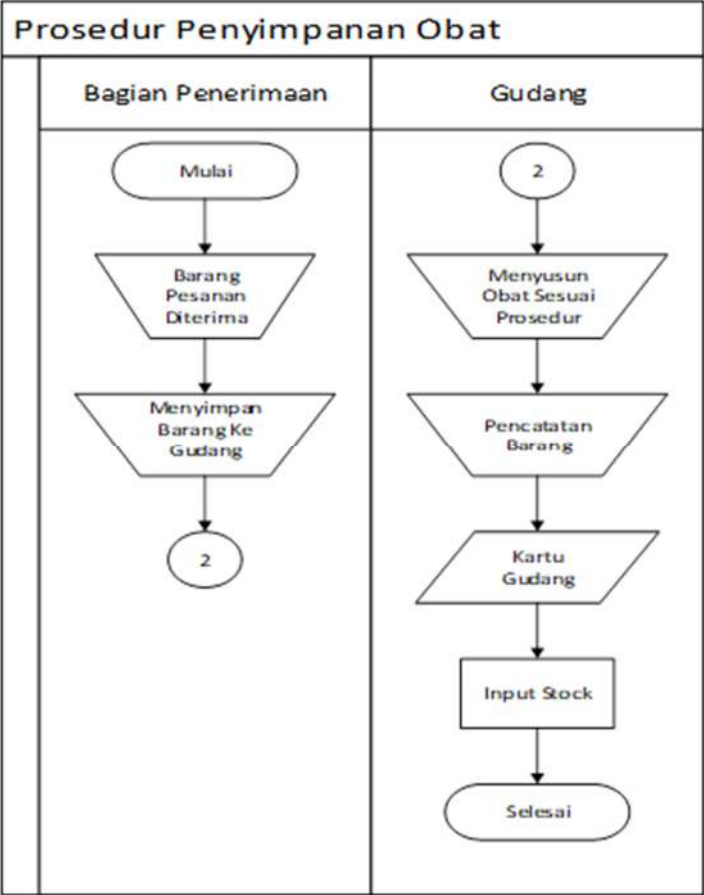 Prosedur Penyimpanan Obat
Bagian Penerimaan
Gudang
Mulai
Barang
Pesanan
Diterima
Menyimpan
Barang Ke
Gudang
2
2
Menyusun
Obat Sesuai
Prosedur
Pencatatan
Barang
Kartu
Gudang
Input Stock
Selesai